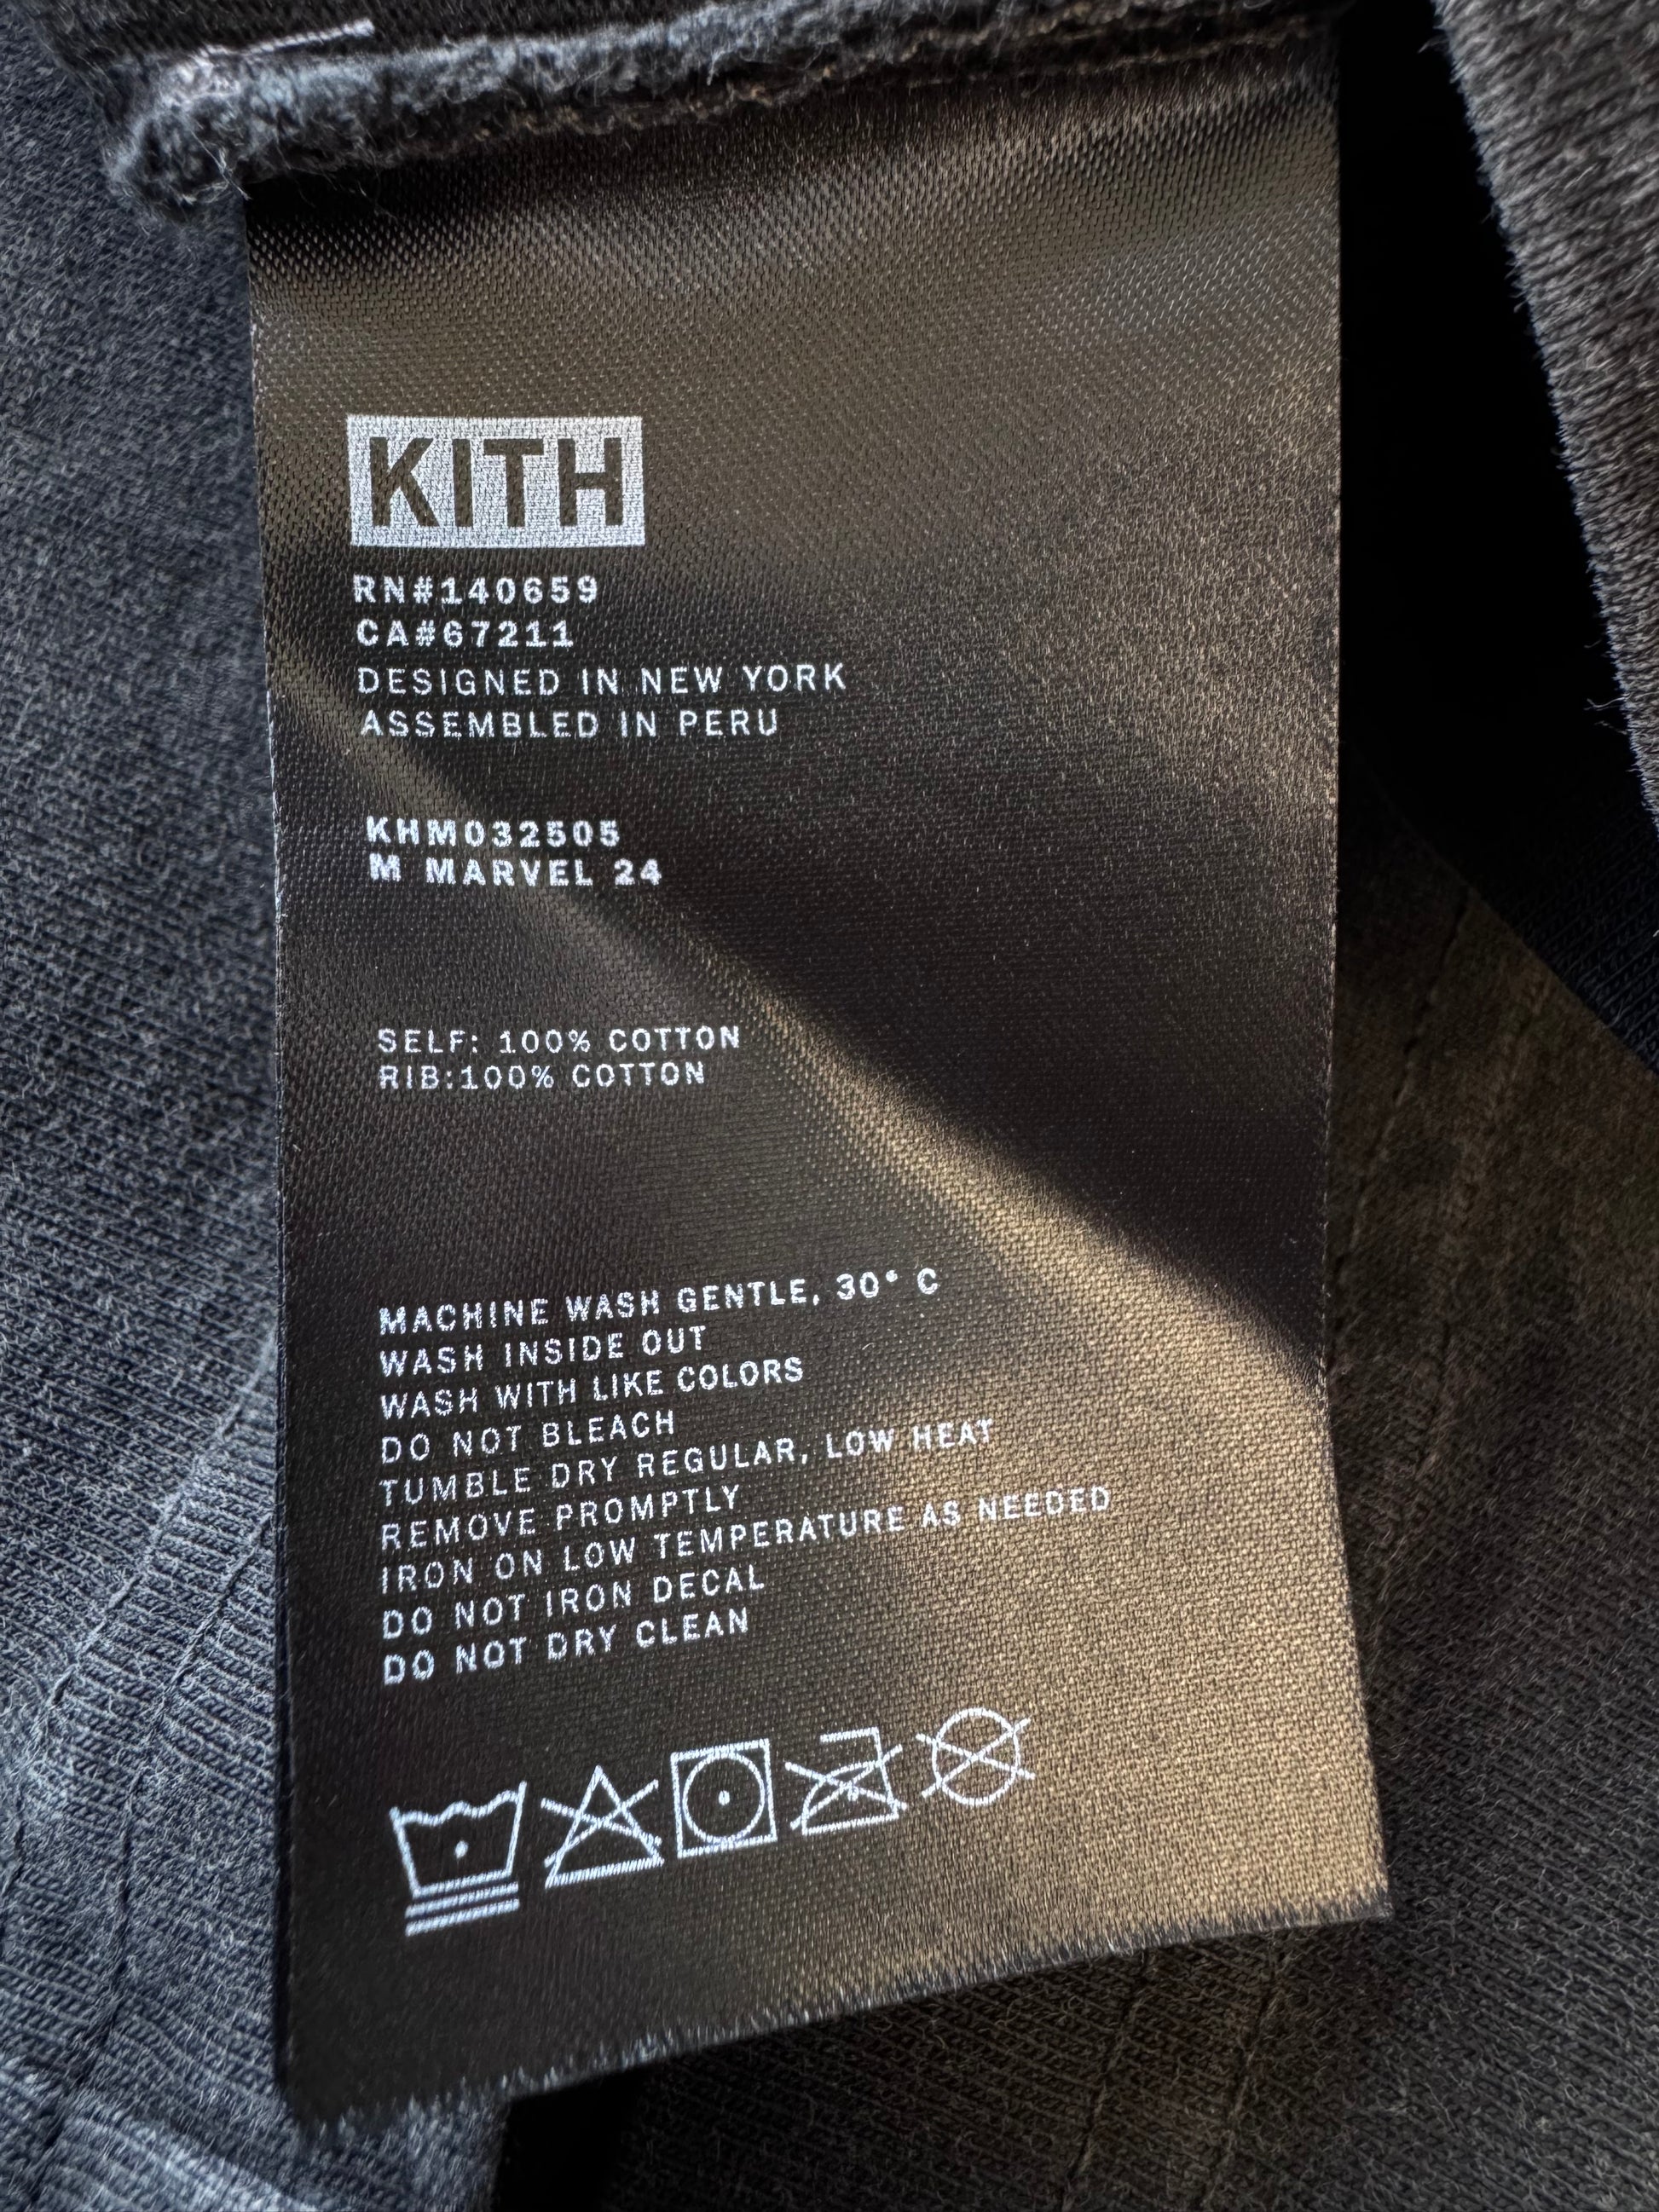 KITH
RN#140659
CA#67211
DESIGNED IN NEW YORK
ASSEMBLED IN PERU
KHM032505
M MARVEL 24
SELF: 100% COTTON
RIB:100% COTTON
MACHINE WASH GENTLE, 30° C
WASH INSIDE OUT
WASH WITH LIKE COLORS
DO NOT BLEACH
TUMBLE DRY REGULAR, LOW HEAT
REMOVE PROMPTLY
IRON ON LOW TEMPERATURE AS NEEDED
DO NOT IRON DECAL
DO NOT DRY CLEAN